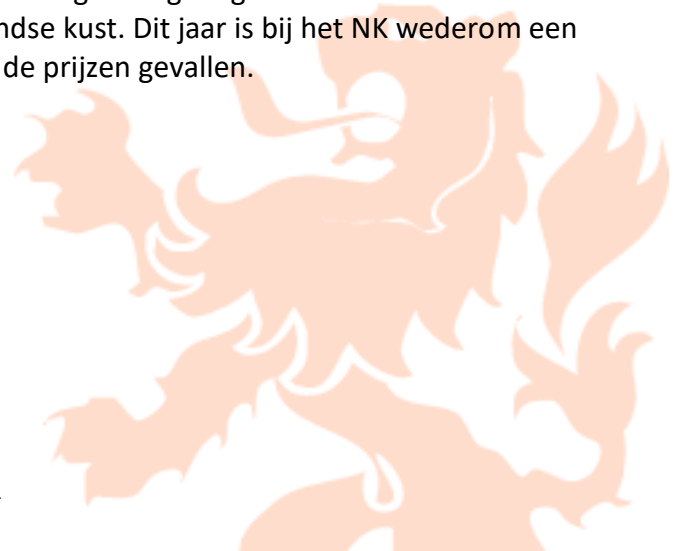 ndse kust. Dit jaar is bij het NK wederom een
de prijzen gevallen.